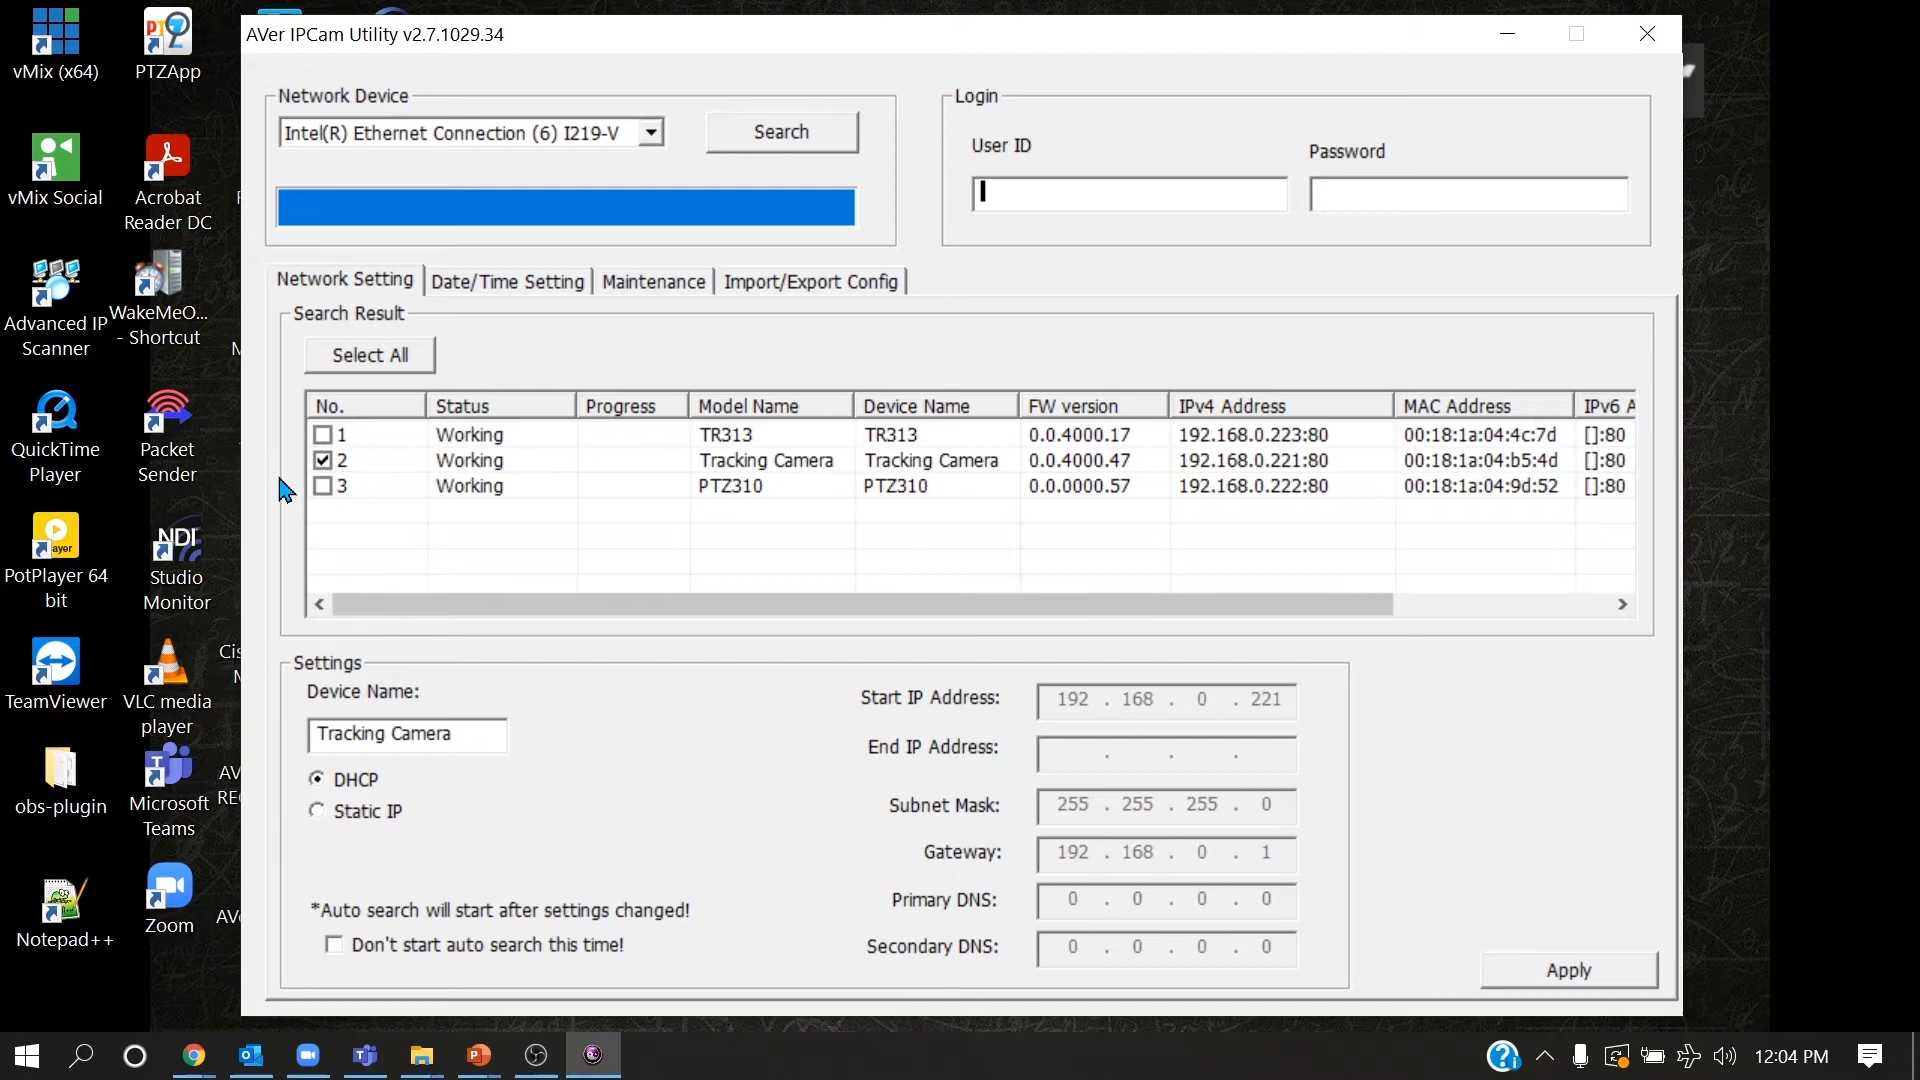 AVer IPCam Utility v2.7.1029.34
vMix (x64)
PTZApp
vMix Social
Acrobat
Reader DC
Advanced IP
Scanner
WakeMeO...
- Shortcut
QuickTime
Player
Packet
Sender
PotPlayer 64
bit
NDI
Studio
Monitor
TeamViewer
VLC media
player
obs-plugin
Microsoft
Teams
Notepad++
Zoom
Network Device
Intel(R) Ethernet Connection (6) I219-V
Search
Login
User ID
Password
Network Setting
Date/Time Setting
Maintenance
Import/Export Config
Search Result
Select All
No. Status Progress Model Name Device Name FW version IPv4 Address MAC Address IPv6 A
1 Working TR313 TR313 0.0.4000.17 192.168.0.223:80 00:18:1a:04:4c:7d []:80
2 Working Tracking Camera Tracking Camera 0.0.4000.47 192.168.0.221:80 00:18:1a:04:b5:4d []:80
3 Working PTZ310 PTZ310 0.0.0000.57 192.168.0.222:80 00:18:1a:04:9d:52 []:80
Settings
Device Name:
Tracking Camera
DHCP
Static IP
*Auto search will start after settings changed!
Don't start auto search this time!
Start IP Address: 192 . 168 . 0 . 221
End IP Address: . . .
Subnet Mask: 255 . 255 . 255 . 0
Gateway: 192 . 168 . 0 . 1
Primary DNS: 0 . 0 . 0 . 0
Secondary DNS: 0 . 0 . 0 . 0
Apply
12:04 PM